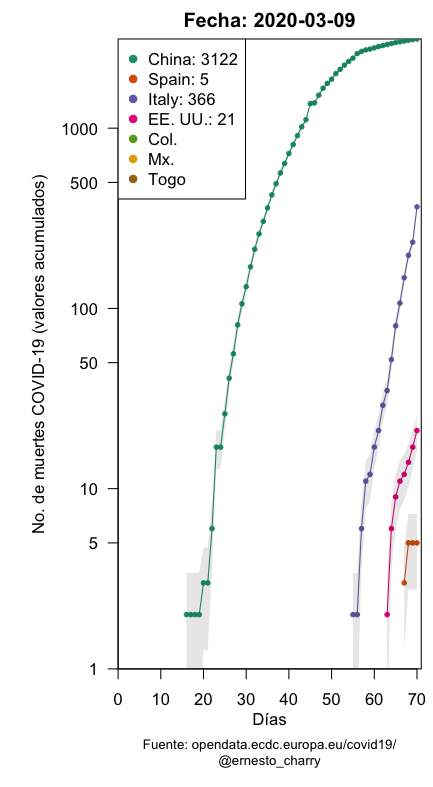 Fecha: 2020-03-09
China: 3122
Spain: 5
Italy: 366
EE. UU.: 21
Col.
Mx.
Togo
No. de muertes COVID-19 (valores acumulados)
1000
500
100
50
10
5
1
0 10 20 30 40 50 60 70
Días
Fuente: opendata.ecdc.europa.eu/covid19/
@ernesto_charry